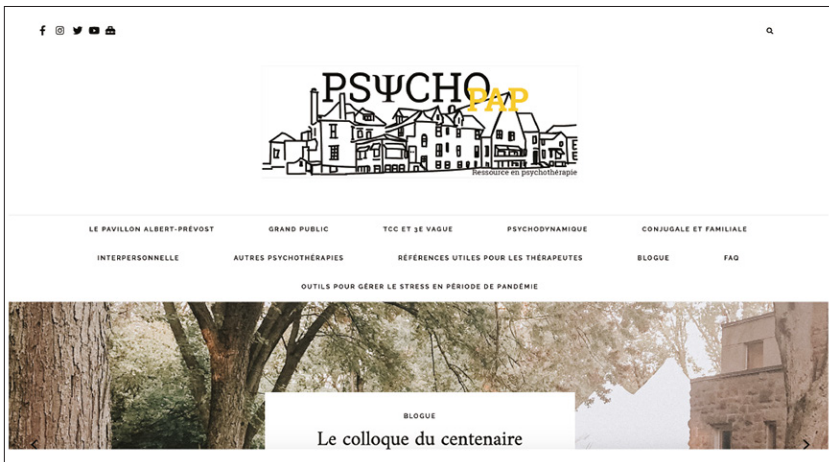 PSΨCHO
PAP
Ressource en psychothérapie
LE PAVILLON ALBERT-PRÉVOST GRAND PUBLIC TCC ET 3E VAGUE PSYCHODYNAMIQUE CONJUGALE ET FAMILIALE
INTERPERSONNELLE AUTRES PSYCHOTHÉRAPIES RÉFÉRENCES UTILES POUR LES THÉRAPEUTES BLOGUE FAQ
OUTILS POUR GÉRER LE STRESS EN PÉRIODE DE PANDÉMIE
BLOGUE
Le colloque du centenaire